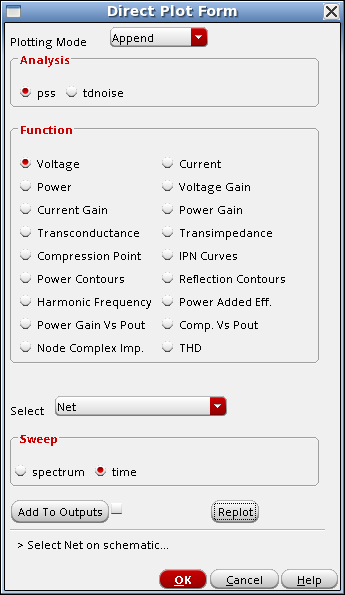 Direct Plot Form
Plotting Mode Append
Analysis
pss tdnoise
Function
Voltage Current
Power Voltage Gain
Current Gain Power Gain
Transconductance Transimpedance
Compression Point IPN Curves
Power Contours Reflection Contours
Harmonic Frequency Power Added Eff.
Power Gain Vs Pout Comp. Vs Pout
Node Complex Imp. THD
Select Net
Sweep
spectrum time
Add To Outputs Replot
> Select Net on schematic...
OK Cancel Help